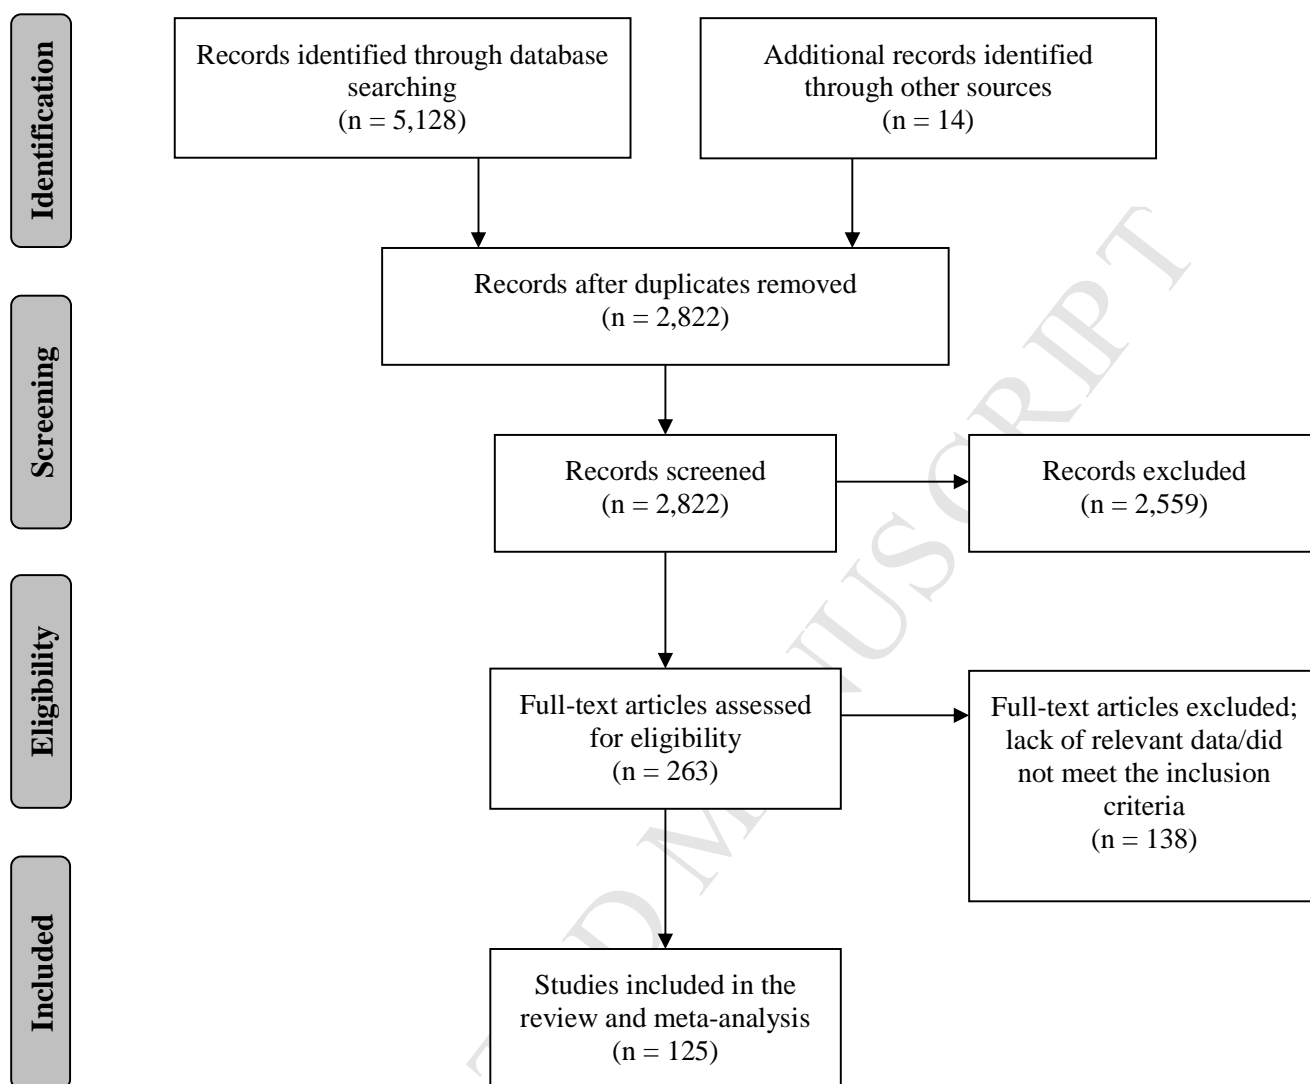 Identification
Records identified through database
searching
(n = 5,128)
Additional records identified
through other sources
(n = 14)
Records after duplicates removed
(n = 2,822)
Screening
Records screened
(n = 2,822)
Records excluded
(n = 2,559)
Eligibility
Full-text articles assessed
for eligibility
(n = 263)
Full-text articles excluded;
lack of relevant data/did
not meet the inclusion
criteria
(n = 138)
Included
Studies included in the
review and meta-analysis
(n = 125)
D MANUSCRIPT